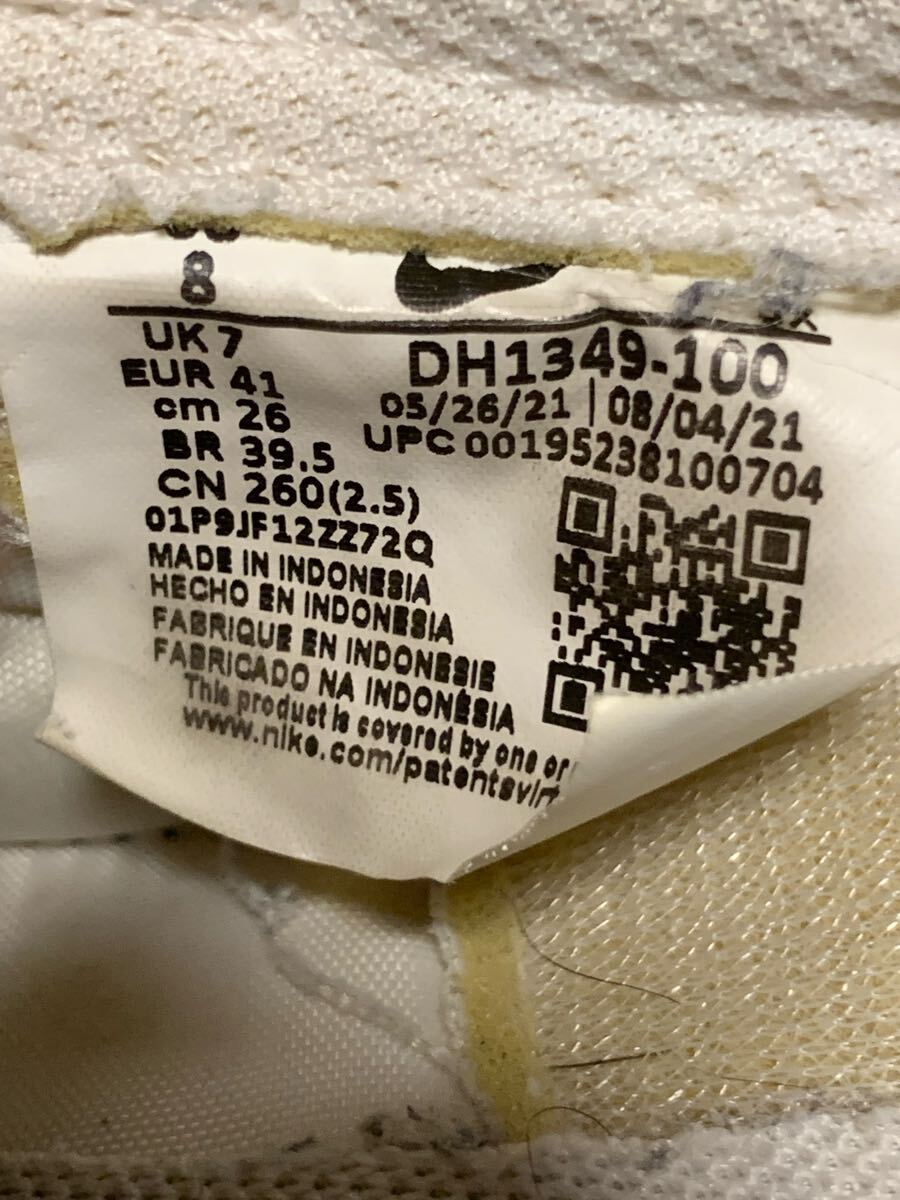 8
UK 7
EUR 41
cm 26
BR 39.5
CN 260(2.5)
01P9JF12ZZ72Q
DH1349-100
05/26/21 | 08/04/21
UPC 00195238100704
MADE IN INDONESIA
HECHO EN INDONESIA
FABRIQUE EN INDONESIE
FABRICADO NA INDONÉSIA
This product is covered by one or
www.nike.com/patents